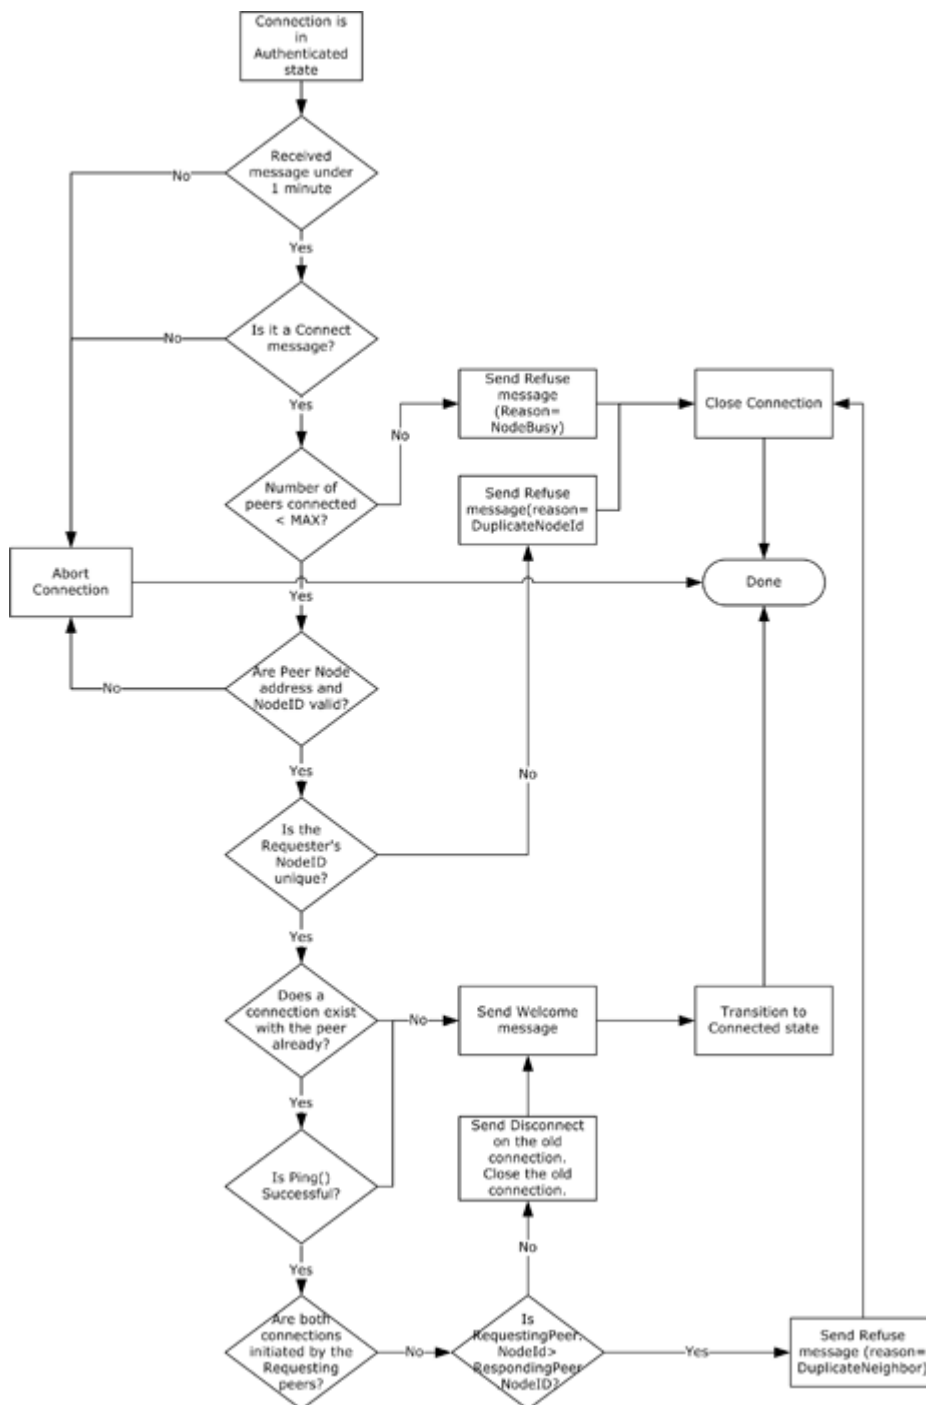 Connection is
in
Authenticated
state
Received
message under
1 minute
No
Yes
Is it a Connect
message?
No
Yes
Send Refuse
message
(Reason=
NodeBusy)
Close Connection
No
Number of
peers connected
< MAX?
Send Refuse
message(reason=
DuplicateNodeId
Abort
Connection
Yes
Done
Are Peer Node
address and
NodeID valid?
No
Yes
No
Is the
Requester's
NodeID
unique?
Yes
Does a
connection exist
with the peer
already?
No
Send Welcome
message
Transition to
Connected state
Yes
Send Disconnect
on the old
connection.
Close the old
connection.
Is Ping()
Successful?
No
Yes
Are both
connections
initiated by the
Requesting
peers?
No
Is
RequestingPeer.
NodeId>
RespondingPeer
NodeID?
Yes
Send Refuse
message (reason=
DuplicateNeighbor)